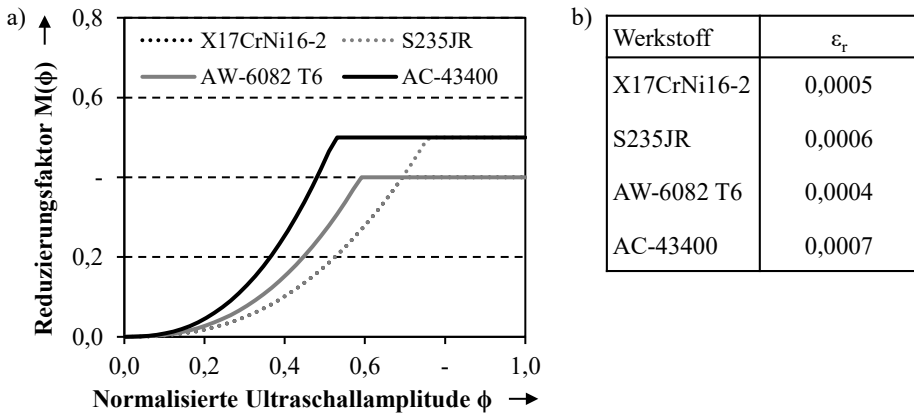 a)
Reduzierungsfaktor M(ϕ)
0,8
0,6
-
0,2
0,0
X17CrNi16-2 S235JR
AW-6082 T6 AC-43400
0,0 0,2 0,4 0,6 - 1,0
Normalisierte Ultraschallamplitude ϕ
b)
Werkstoff εr
X17CrNi16-2 0,0005
S235JR 0,0006
AW-6082 T6 0,0004
AC-43400 0,0007